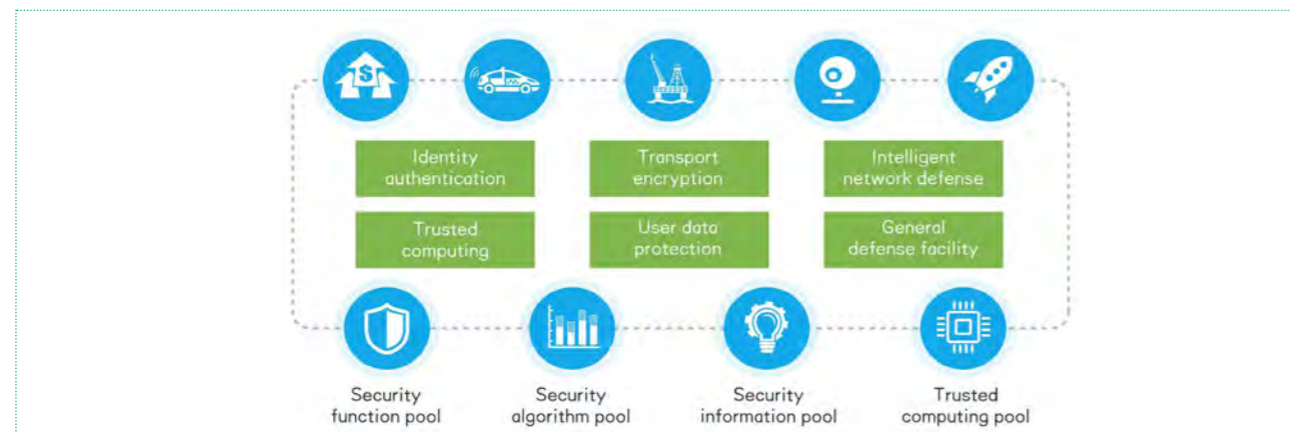 $
Identity
authentication
Transport
encryption
Intelligent
network defense
Trusted
computing
User data
protection
General
defense facility
Security
function pool
Security
algorithm pool
Security
information pool
Trusted
computing pool